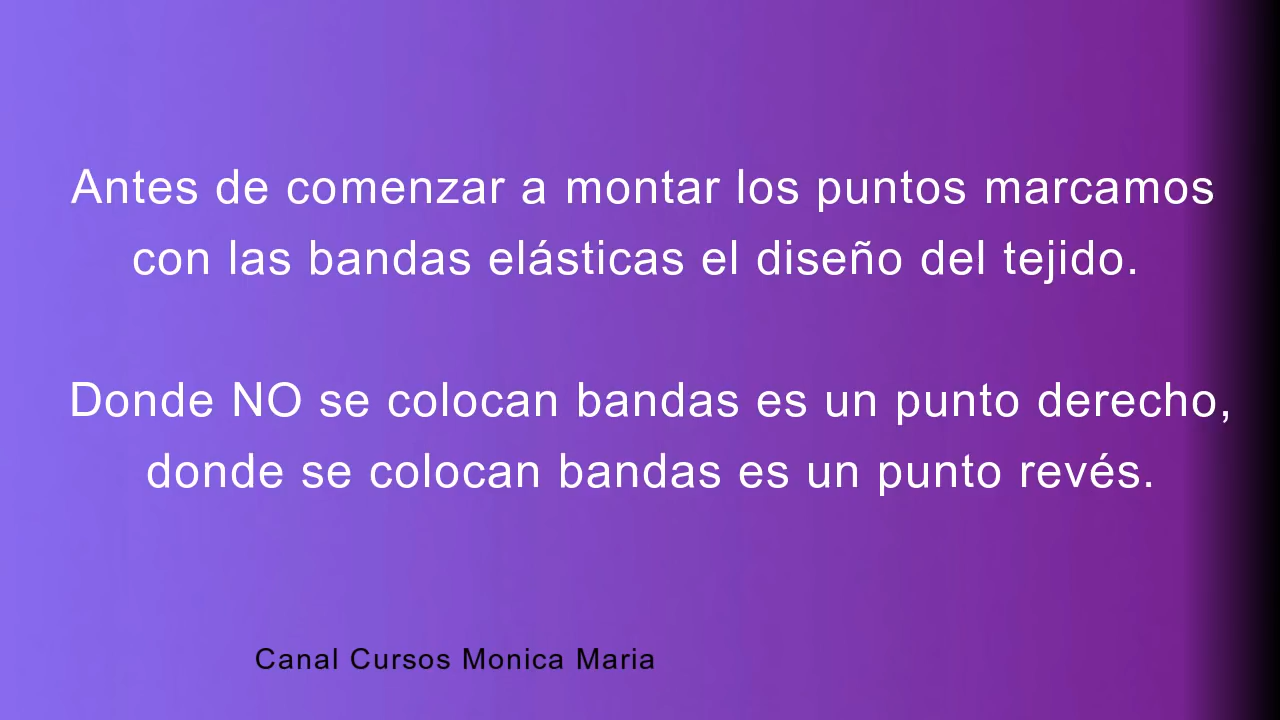 Antes de comenzar a montar los puntos marcamos
con las bandas elásticas el diseño del tejido.
Donde NO se colocan bandas es un punto derecho,
donde se colocan bandas es un punto revés.
Canal Cursos Monica Maria